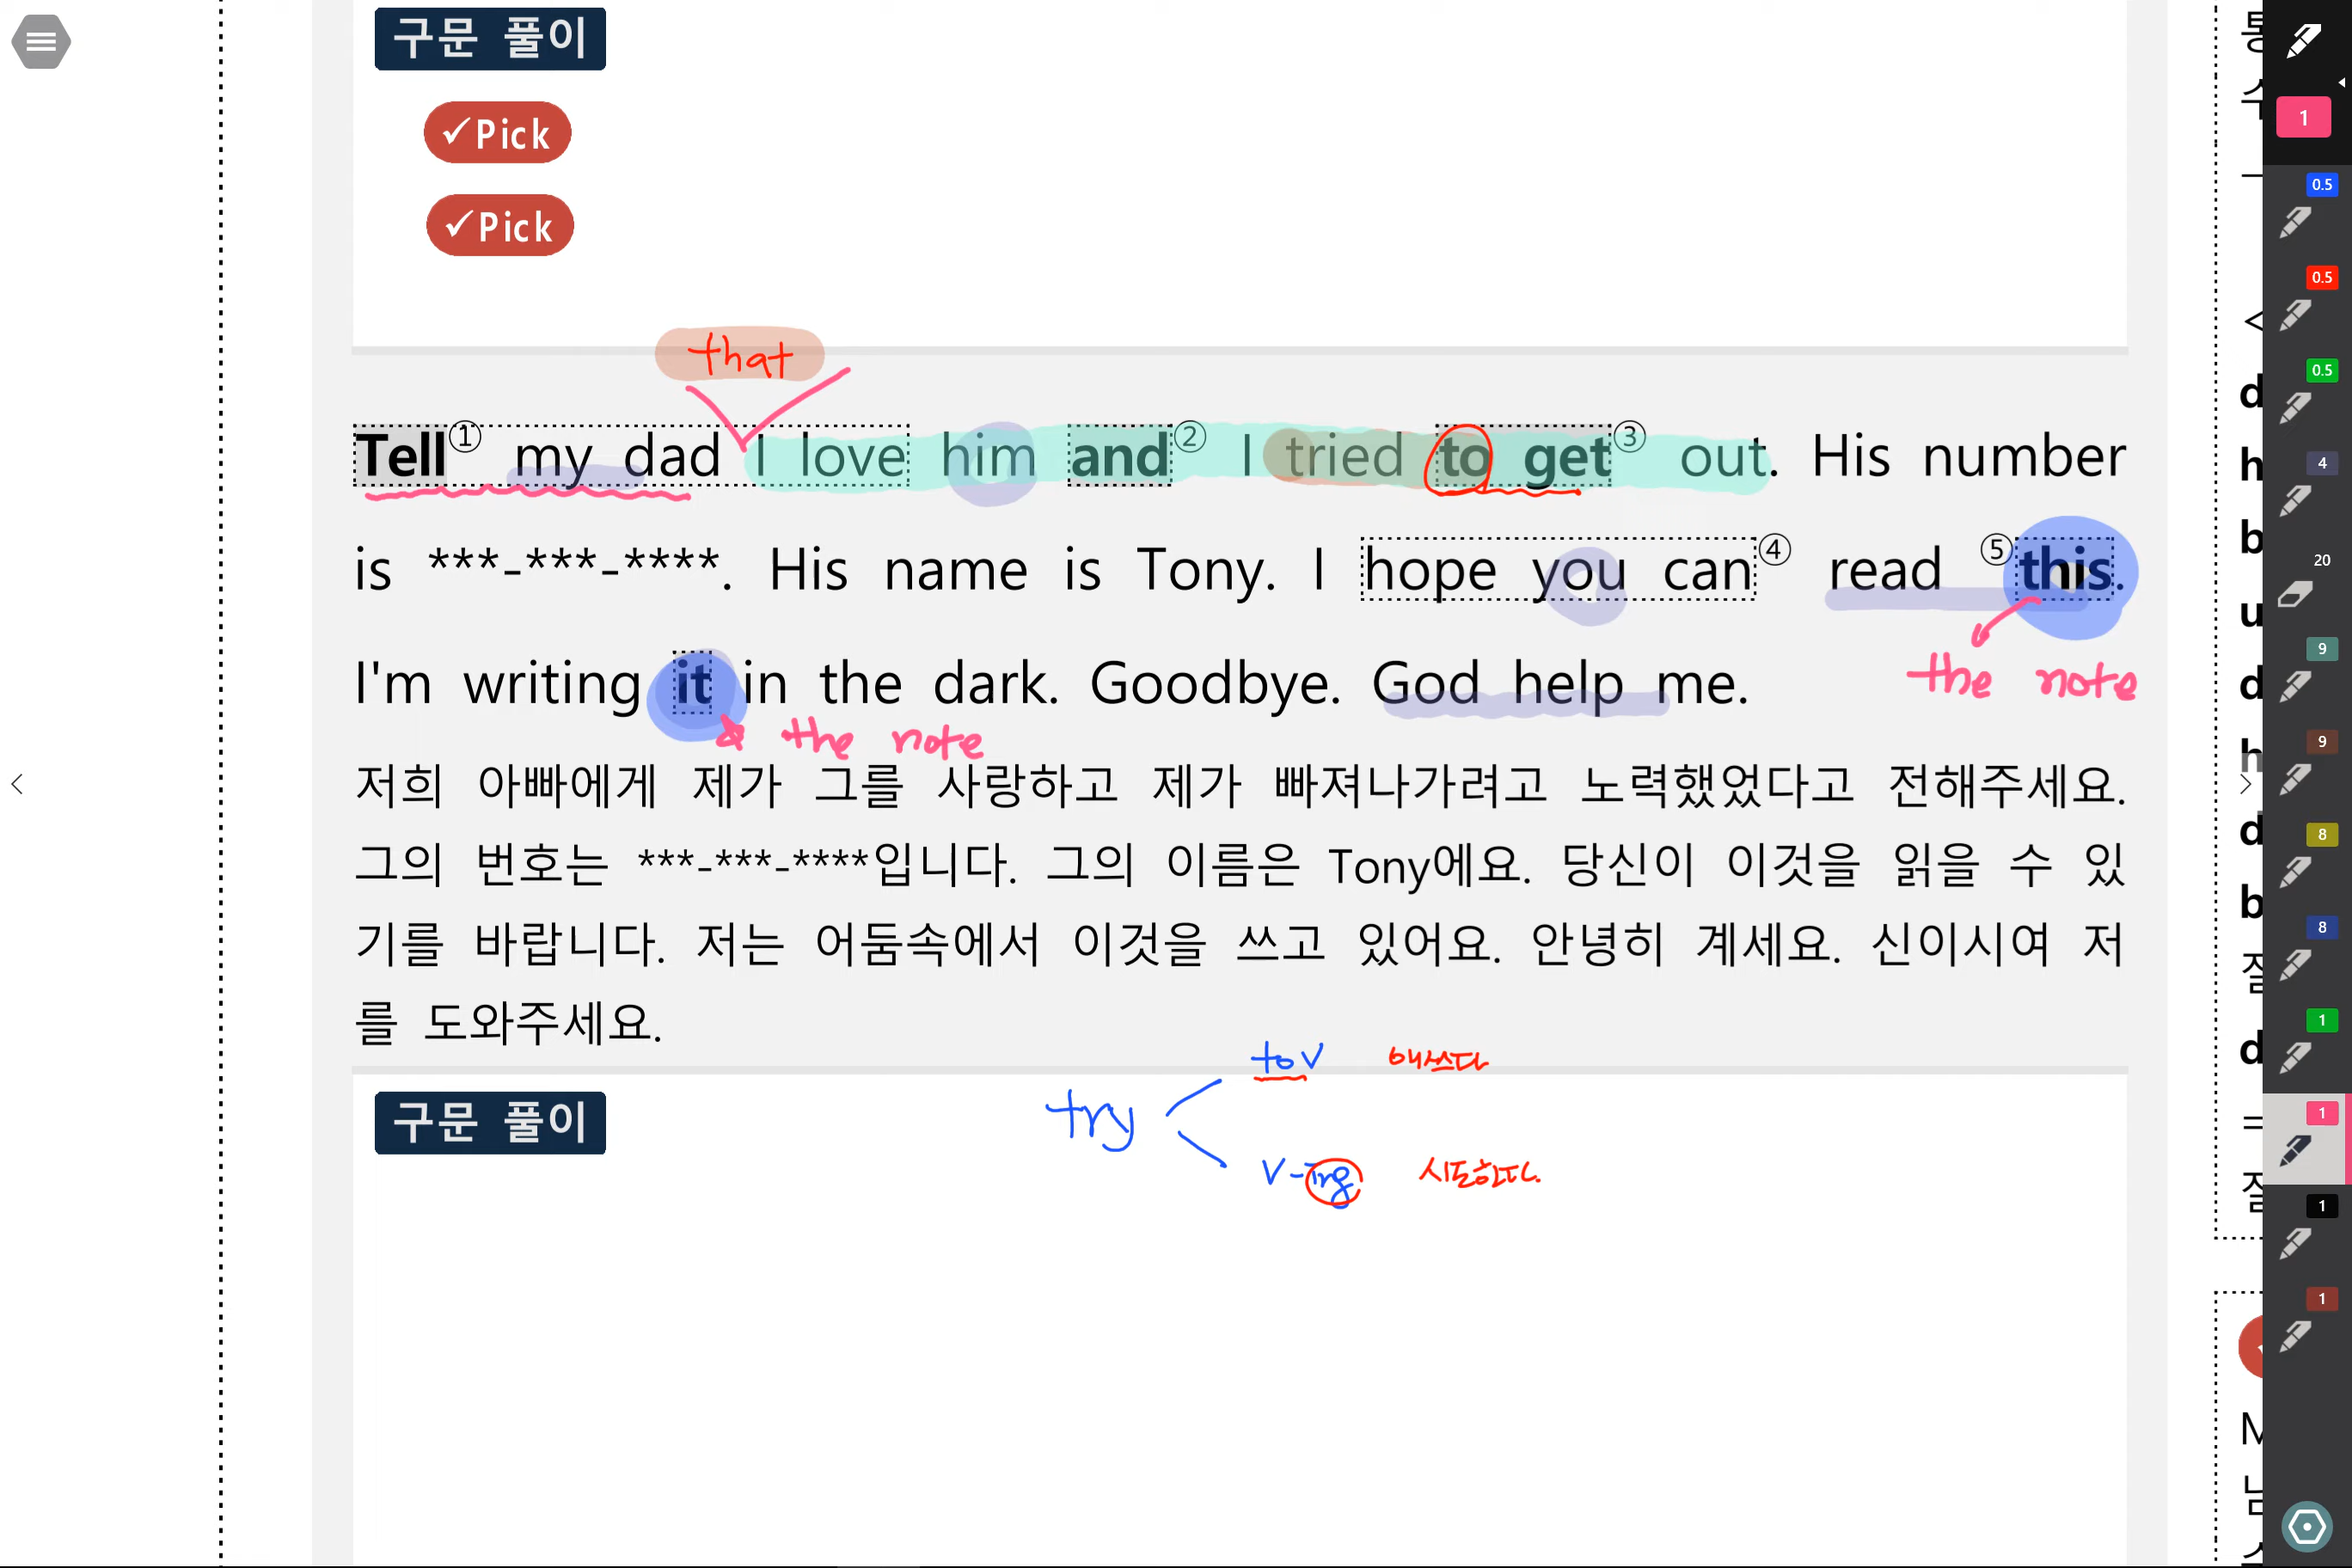 구문 풀이
✓Pick
✓Pick
that
Tell① my dad I love him and② I tried to get③ out. His number
is ***-***-****. His name is Tony. I hope you can④ read ⑤this.
the note
I'm writing it in the dark. Goodbye. God help me.
the note
저희 아빠에게 제가 그를 사랑하고 제가 빠져나가려고 노력했었다고 전해주세요.
그의 번호는 ***-***-****입니다. 그의 이름은 Tony에요. 당신이 이것을 읽을 수 있
기를 바랍니다. 저는 어둠속에서 이것을 쓰고 있어요. 안녕히 계세요. 신이시여 저
를 도와주세요.
to V 애쓰다
try
V-ing 시도하다.
구문 풀이
1
0.5
0.5
0.5
4
20
9
9
8
8
1
1
1
1